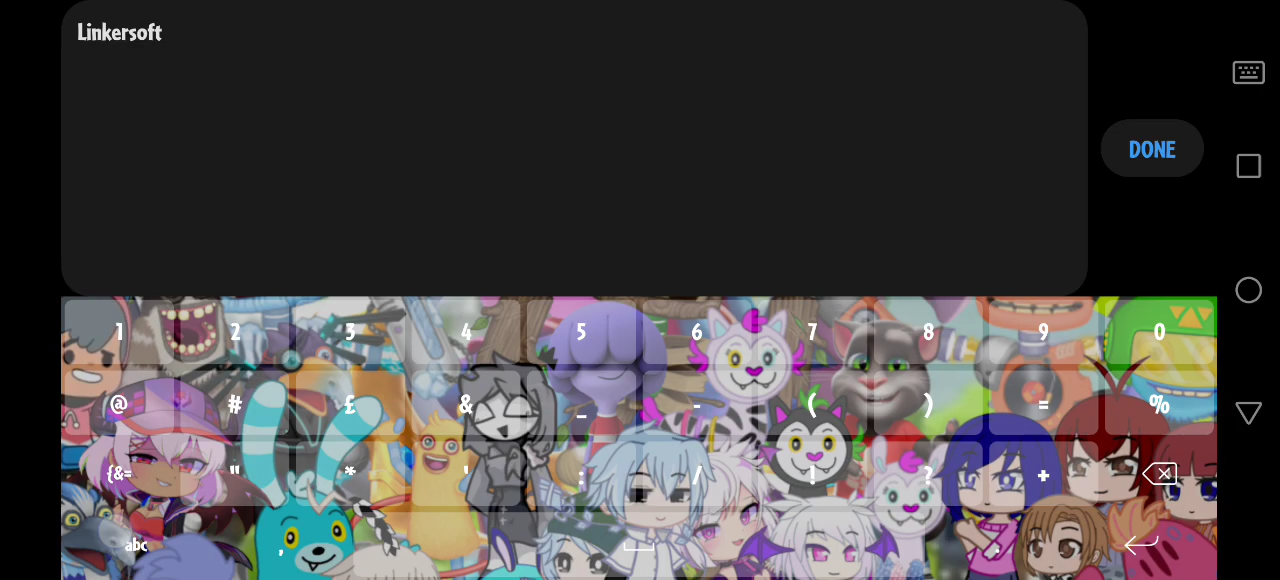 Linkersoft
DONE
1 2 3 4 5 6 7 8 9 0
@ # £ & _ - ( ) = %
{&= " * ' : / ! ? +
abc , .